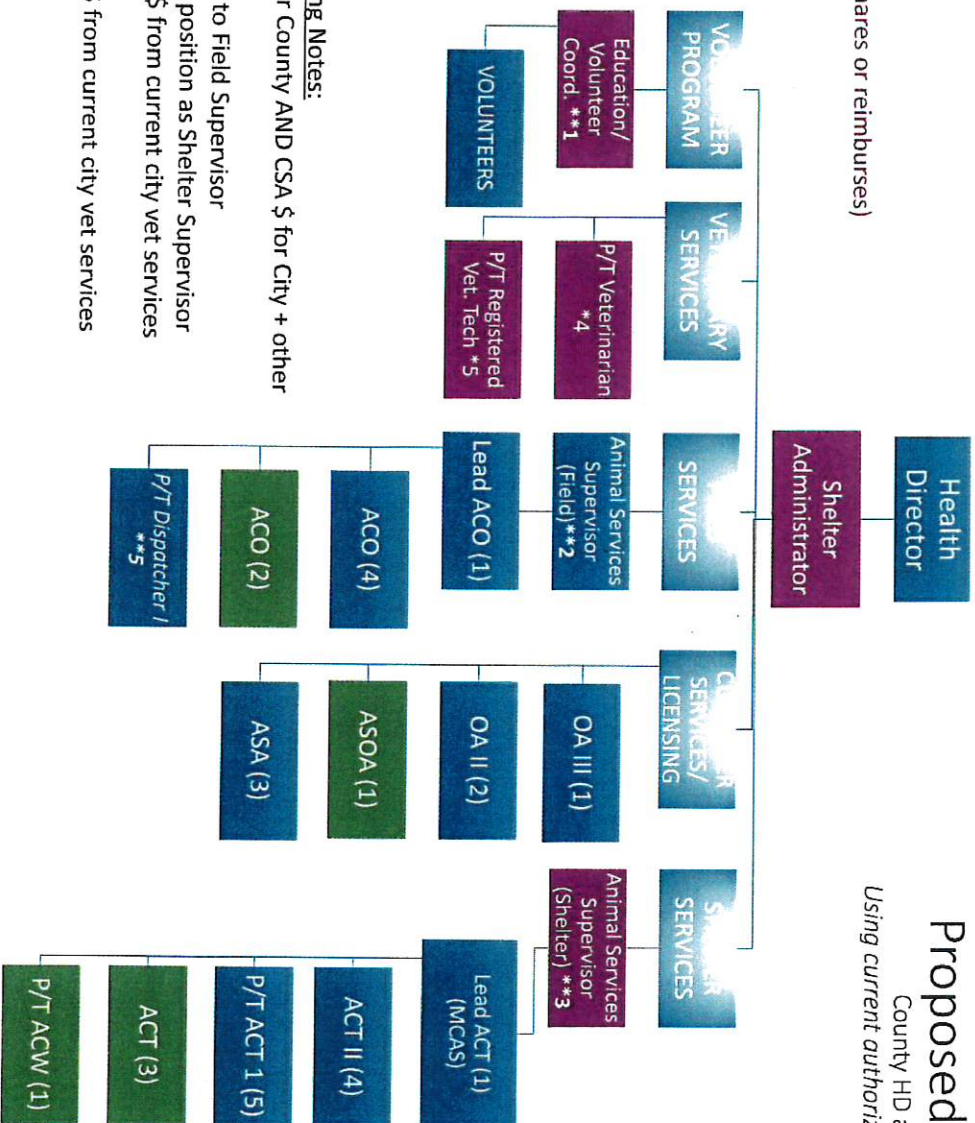 Proposed
County HD a
Using current authoriz
Health
Director
Shelter
Administrator
hares or reimburses)
PROGRAM
Education/
Volunteer
Coord. **1
VOLUNTEERS
SERVICES
P/T Veterinarian
*4
P/T Registered
Vet. Tech *5
SERVICES
Animal Services
Supervisor
(Field)**2
Lead ACO (1)
ACO (4)
ACO (2)
P/T Dispatcher I
**5
SERVICES/
LICENSING
OA III (1)
OA II (2)
ASOA (1)
ASA (3)
SERVICES
Animal Services
Supervisor
(Shelter) **3
Lead ACT (1)
(MCAS)
ACT II (4)
P/T ACT 1 (5)
ACT (3)
P/T ACW (1)
ng Notes:
r County AND CSA $ for City + other
to Field Supervisor
position as Shelter Supervisor
$ from current city vet services
from current city vet services